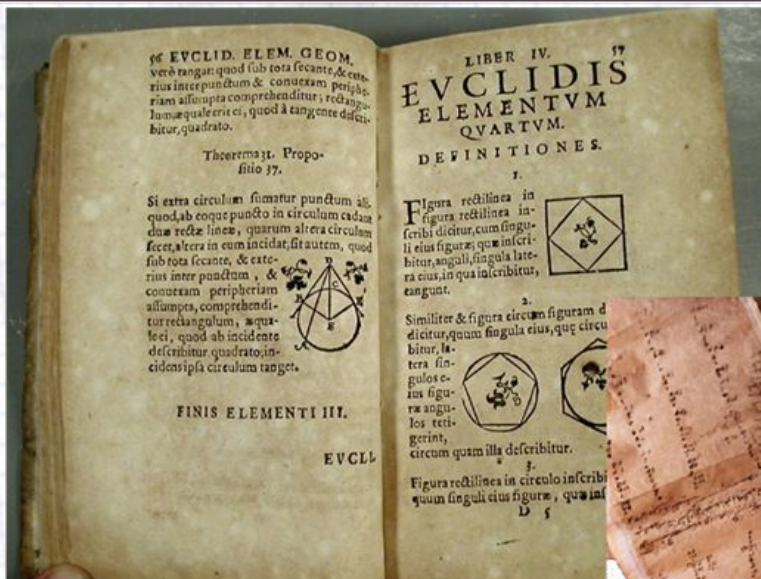 56 EVCLID. ELEM. GEOM.
verò tangat: quod sub tota secante, & exte-
rius inter punctum & conuexam periphe-
riam assumpta comprehenditur; rectangu-
lum, æquale erit ei, quod à tangente descri-
bitur, quadrato.
Theorema 31. Propo-
sitio 37.
Si extra circulum sumatur punctum ali-
quod, ab eoque puncto in circulum cadant
duæ rectæ lineæ, quarum altera circulum
secet, altera in eum incidat; sit autem, quod
sub tota secante, & exte-
rius inter punctum, &
conuexam peripheriam
assumpta, comprehendi-
tur rectangulum, æqua-
le ei, quod ab incidente
describitur quadrato; in-
cidens ipsa circulum tanget.
D
C
B
E
A
FINIS ELEMENTI III.
EVCLI
LIBER IV. 57
EVCLIDIS
ELEMENTVM
QVARTVM.
DEFINITIONES.
1.
FIgura rectilinea in
figura rectilinea in-
scribi dicitur, cum singu-
li eius figuræ; quæ inscri-
bitur, anguli, singula late-
ra eius, in qua inscribitur,
tangunt.
2.
Similiter & figura circum figuram d
dicitur, quum singula eius, quę circu
bitur, la-
tera sin-
gulos e-
ius figu-
ræ angu-
los teti-
gerint,
circum quam illa describitur.
3.
Figura rectilinea in circulo inscribi
quum singuli eius figuræ, quæ inf
D 5